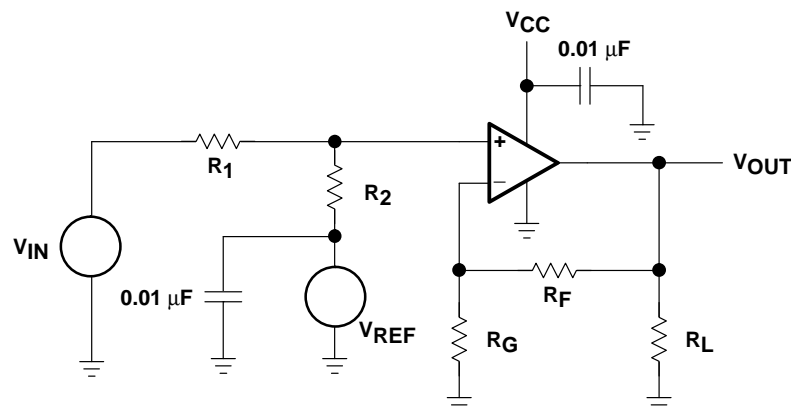 VCC
0.01 μF
R1
+
VOUT
R2
−
VIN
0.01 μF
VREF
RF
RG
RL